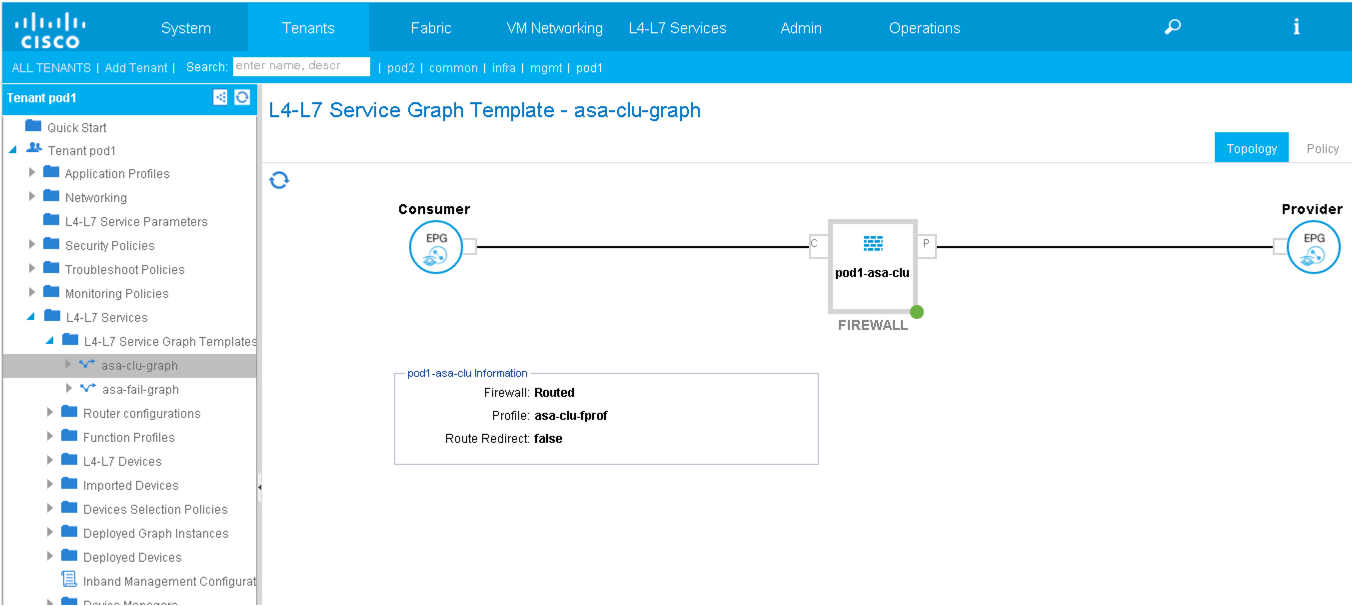 CISCO
System Tenants Fabric VM Networking L4-L7 Services Admin Operations
ALL TENANTS | Add Tenant | Search: enter name, descr | pod2 | common | infra | mgmt | pod1
Tenant pod1
Quick Start
Tenant pod1
Application Profiles
Networking
L4-L7 Service Parameters
Security Policies
Troubleshoot Policies
Monitoring Policies
L4-L7 Services
L4-L7 Service Graph Templates
asa-clu-graph
asa-fail-graph
Router configurations
Function Profiles
L4-L7 Devices
Imported Devices
Devices Selection Policies
Deployed Graph Instances
Deployed Devices
Inband Management Configurat
Device Managers
L4-L7 Service Graph Template - asa-clu-graph
Topology Policy
Consumer
EPG
C
pod1-asa-clu
P
FIREWALL
Provider
EPG
pod1-asa-clu Information
Firewall: Routed
Profile: asa-clu-fprof
Route Redirect: false